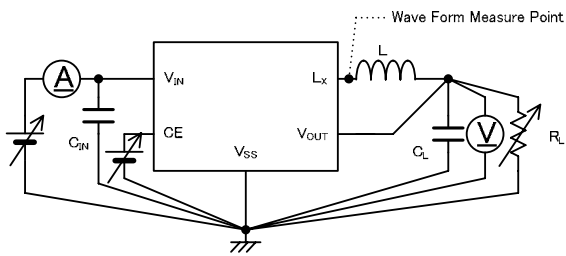 Wave Form Measure Point
L
A
VIN
LX
CIN
CE
VOUT
VSS
CL
V
RL